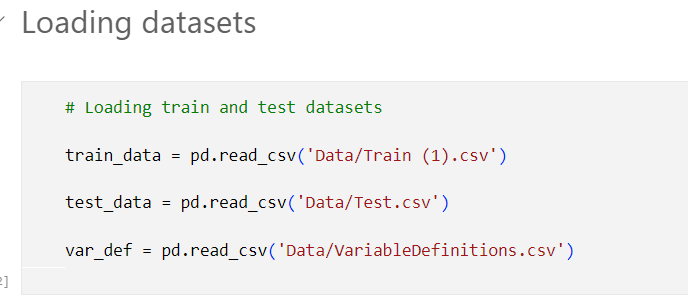 Loading datasets
# Loading train and test datasets
train_data = pd.read_csv('Data/Train (1).csv')
test_data = pd.read_csv('Data/Test.csv')
var_def = pd.read_csv('Data/VariableDefinitions.csv')
2]